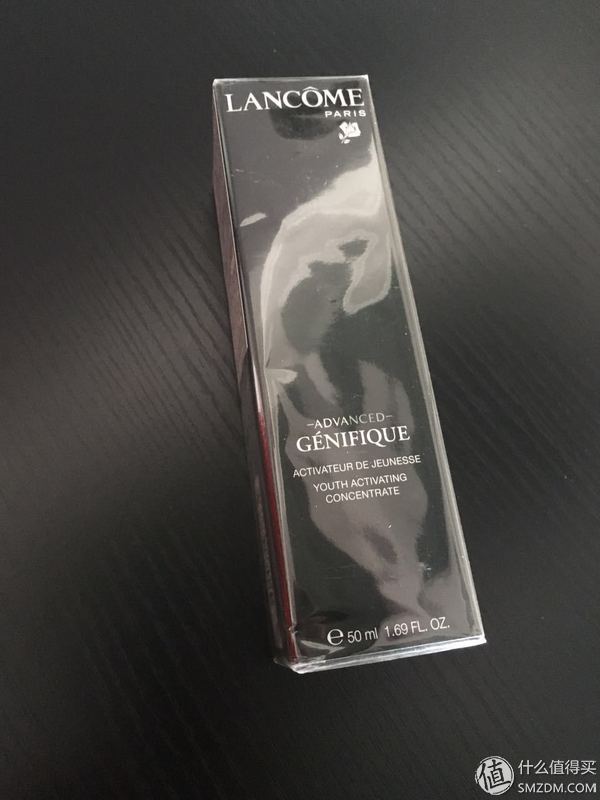 LANCÔME
PARIS
–ADVANCED–
GÉNIFIQUE
ACTIVATEUR DE JEUNESSE
YOUTH ACTIVATING
CONCENTRATE
℮ 50 ml 1.69 FL. OZ.
值 什么值得买
SMZDM.COM